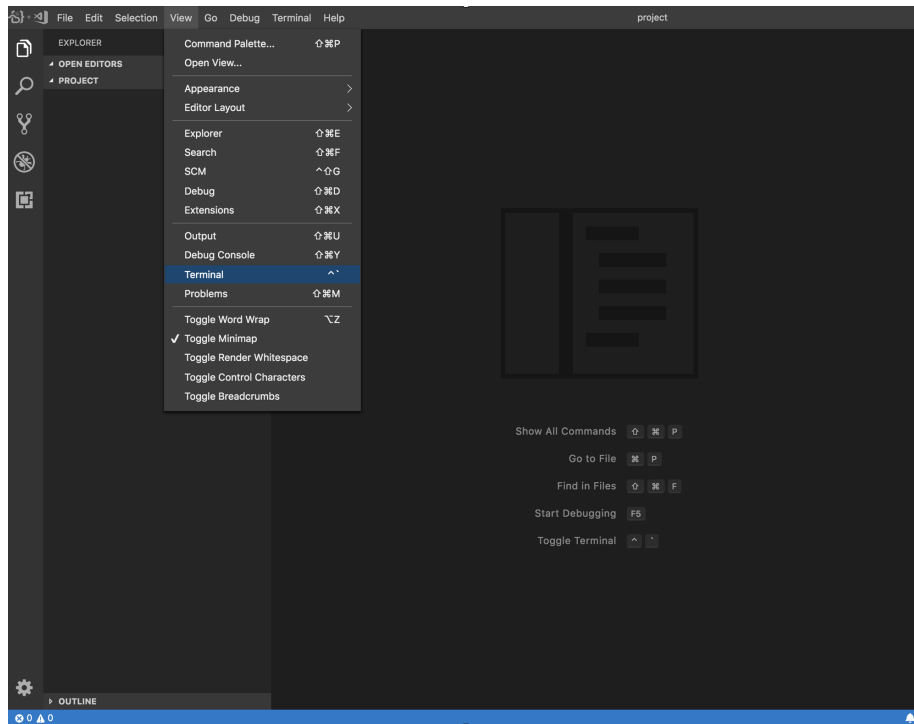 File Edit Selection View Go Debug Terminal Help
project
EXPLORER
OPEN EDITORS
PROJECT
Command Palette... ⇧⌘P
Open View...
Appearance
Editor Layout
Explorer ⇧⌘E
Search ⇧⌘F
SCM ^⇧G
Debug ⇧⌘D
Extensions ⇧⌘X
Output ⇧⌘U
Debug Console ⇧⌘Y
Terminal ^`
Problems ⇧⌘M
Toggle Word Wrap ⌥Z
✓ Toggle Minimap
Toggle Render Whitespace
Toggle Control Characters
Toggle Breadcrumbs
Show All Commands ⇧ ⌘ P
Go to File ⌘ P
Find in Files ⇧ ⌘ F
Start Debugging F5
Toggle Terminal ^ `
OUTLINE
0 0